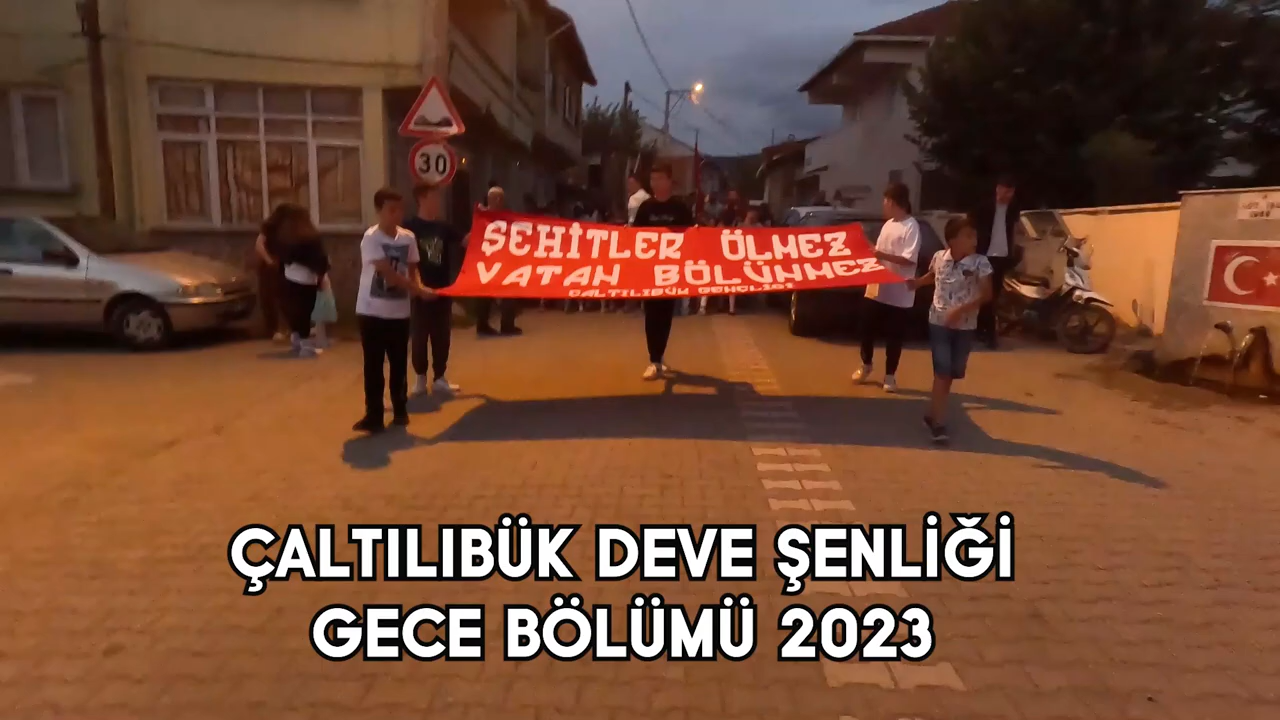 30
ŞEHİTLER ÖLMEZ
VATAN BÖLÜNMEZ
ÇALTILIBÜK GENÇLİĞİ
ÇALTILIBÜK DEVE ŞENLİĞİ
GECE BÖLÜMÜ 2023